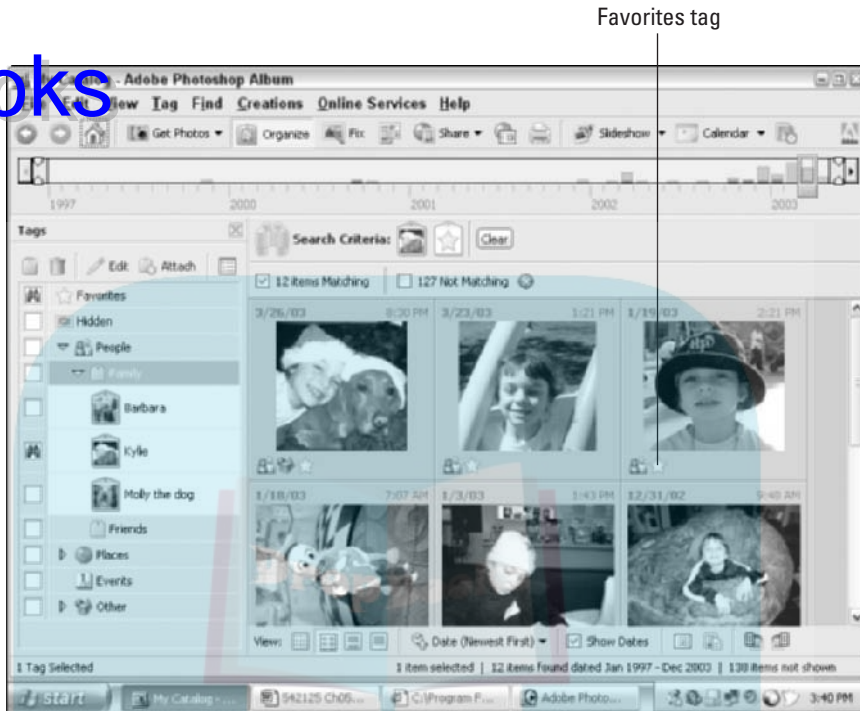 Favorites tag
oks
My Catalog - Adobe Photoshop Album
Edit View Tag Find Creations Online Services Help
Get Photos Organize Fix Share Slideshow Calendar
1997 2000 2001 2002 2003
Tags
Search Criteria: Clear
Edit Attach
12 items Matching 127 Not Matching
Favorites
Hidden
People
Family
Barbara
Kylie
Molly the dog
Friends
Places
Events
Other
3/26/03 8:30 PM 3/23/03 1:21 PM 1/19/03 2:21 PM
1/18/03 7:07 AM 1/3/03 1:43 PM 12/31/02 9:40 AM
View: Date (Newest First) Show Dates
1 Tag Selected
1 item selected | 12 items found dated Jan 1997 - Dec 2003 | 138 items not shown
start My Catalog - ... 542125 Ch05... C:\Program F... Adobe Photo... 3:40 PM